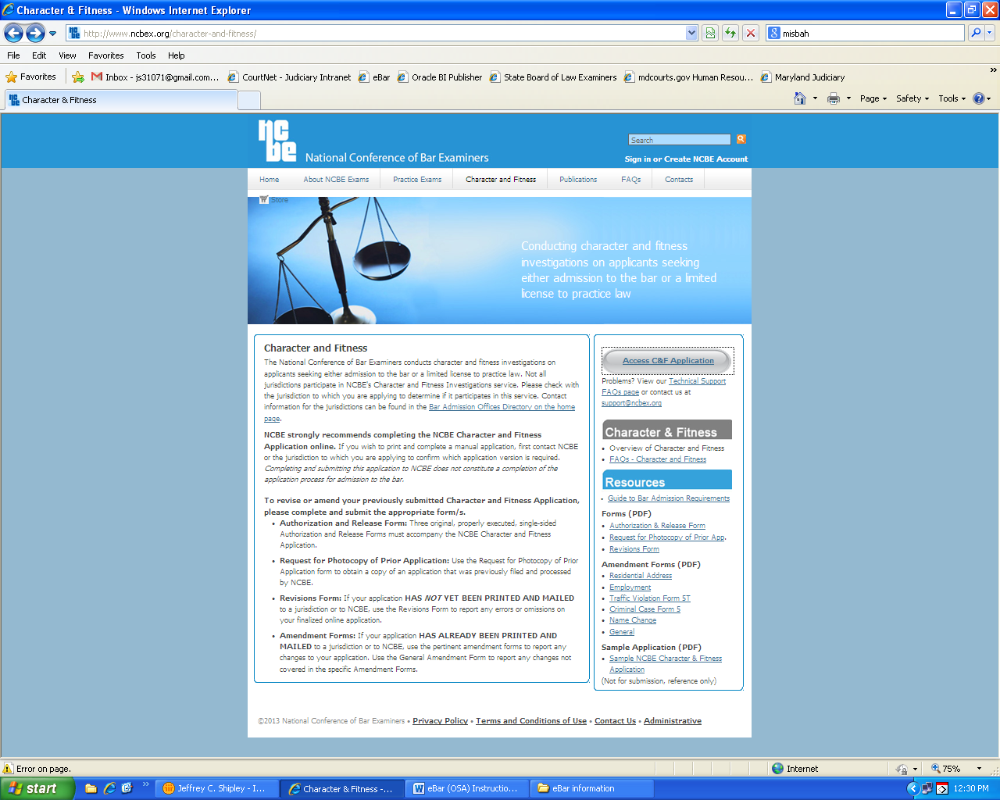 Character & Fitness - Windows Internet Explorer
http://www.ncbex.org/character-and-fitness/
misbah
File Edit View Favorites Tools Help
Favorites Inbox - js31071@gmail.com... CourtNet - Judiciary Intranet eBar Oracle BI Publisher State Board of Law Examiners mdcourts.gov Human Resou... Maryland Judiciary
Character & Fitness
Page Safety Tools
ncbe
National Conference of Bar Examiners
Search
Sign in or Create NCBE Account
Home About NCBE Exams Practice Exams Character and Fitness Publications FAQs Contacts
Store
Conducting character and fitness
investigations on applicants seeking
either admission to the bar or a limited
license to practice law
Character and Fitness
The National Conference of Bar Examiners conducts character and fitness investigations on
applicants seeking either admission to the bar or a limited license to practice law. Not all
jurisdictions participate in NCBE's Character and Fitness Investigations service. Please check with
the jurisdiction to which you are applying to determine if it participates in this service. Contact
information for the jurisdictions can be found in the Bar Admission Offices Directory on the home
page.
NCBE strongly recommends completing the NCBE Character and Fitness
Application online. If you wish to print and complete a manual application, first contact NCBE
or the jurisdiction to which you are applying to confirm which application version is required.
Completing and submitting this application to NCBE does not constitute a completion of the
application process for admission to the bar.
To revise or amend your previously submitted Character and Fitness Application,
please complete and submit the appropriate form/s.
• Authorization and Release Form: Three original, properly executed, single-sided
Authorization and Release Forms must accompany the NCBE Character and Fitness
Application.
• Request for Photocopy of Prior Application: Use the Request for Photocopy of Prior
Application form to obtain a copy of an application that was previously filed and processed
by NCBE.
• Revisions Form: If your application HAS NOT YET BEEN PRINTED AND MAILED
to a jurisdiction or to NCBE, use the Revisions Form to report any errors or omissions on
your finalized online application.
• Amendment Forms: If your application HAS ALREADY BEEN PRINTED AND
MAILED to a jurisdiction or to NCBE, use the pertinent amendment forms to report any
changes to your application. Use the General Amendment Form to report any changes not
covered in the specific Amendment Forms.
Access C&F Application
Problems? View our Technical Support
FAQs page or contact us at
support@ncbex.org
Character & Fitness
• Overview of Character and Fitness
• FAQs - Character and Fitness
Resources
• Guide to Bar Admission Requirements
Forms (PDF)
• Authorization & Release Form
• Request for Photocopy of Prior App.
• Revisions Form
Amendment Forms (PDF)
• Residential Address
• Employment
• Traffic Violation Form 5T
• Criminal Case Form 5
• Name Change
• General
Sample Application (PDF)
• Sample NCBE Character & Fitness
Application
(Not for submission, reference only)
©2013 National Conference of Bar Examiners • Privacy Policy • Terms and Conditions of Use • Contact Us • Administrative
Error on page. Internet 75%
start Jeffrey C. Shipley - I... Character & Fitness -... eBar (OSA) Instructio... eBar information 12:30 PM